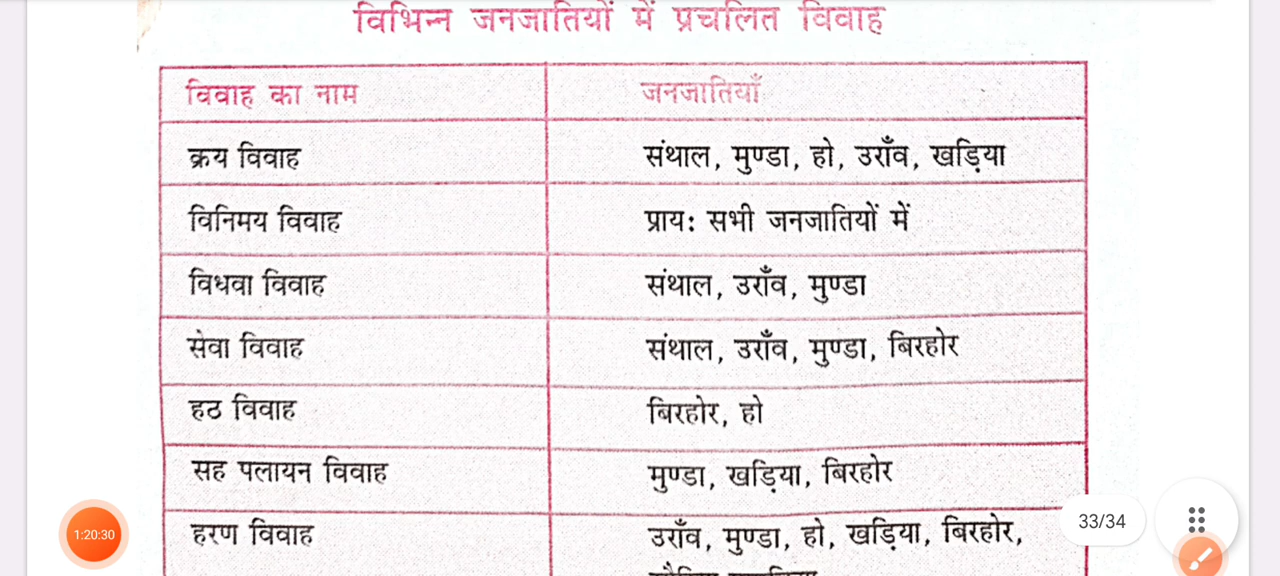 विभिन्न जनजातियों में प्रचलित विवाह
विवाह का नाम जनजातियाँ
क्रय विवाह संथाल, मुण्डा, हो, उराँव, खड़िया
विनिमय विवाह प्राय: सभी जनजातियों में
विधवा विवाह संथाल, उराँव, मुण्डा
सेवा विवाह संथाल, उराँव, मुण्डा, बिरहोर
हठ विवाह बिरहोर, हो
सह पलायन विवाह मुण्डा, खड़िया, बिरहोर
हरण विवाह उराँव, मुण्डा, हो, खड़िया, बिरहोर,
33/34
1:20:30